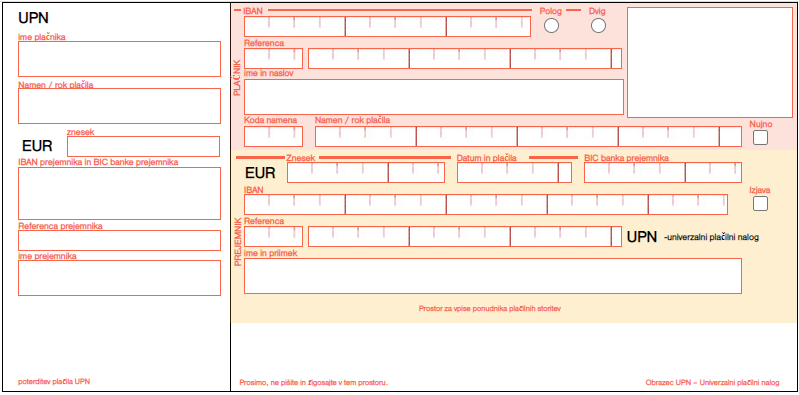 UPN
Ime plačnika
Namen / rok plačila
znesek
EUR
IBAN prejemnika in BIC banke prejemnika
Referenca prejemnika
Ime prejemnika
poterditev plačila UPN
PLAČNIK
IBAN
Polog
Dvig
Referenca
Ime in naslov
Koda namena
Namen / rok plačila
Nujno
PREJEMNIK
EUR
Znesek
Datum in plačila
BIC banka prejemnika
IBAN
Izjava
Referenca
UPN -univerzalni plačilni nalog
Ime in priimek
Prostor za vpise ponudnika plačilnih storitev
Prosimo, ne pišite in žigosajte v tem prostoru.
Obrazec UPN – Univerzalni plačilni nalog